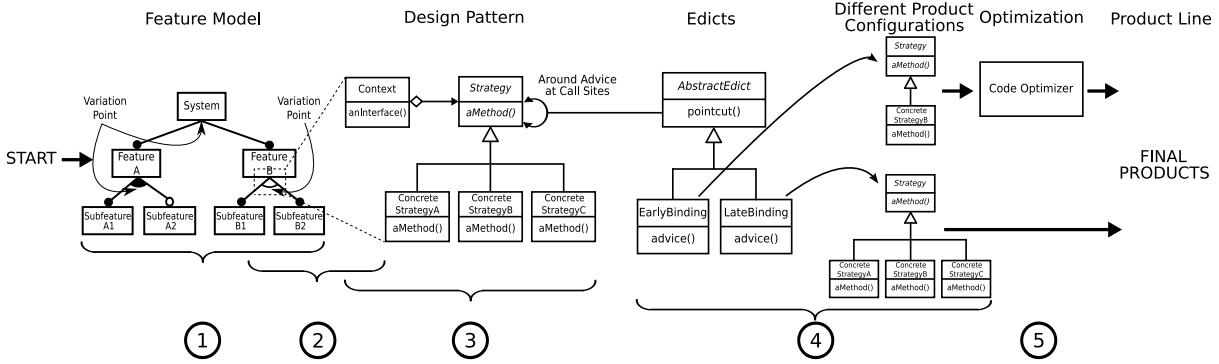 Feature Model
Design Pattern
Edicts
Different Product
Configurations
Optimization
Product Line
START
Variation
Point
System
Variation
Point
Feature
A
Feature
B
Subfeature
A1
Subfeature
A2
Subfeature
B1
Subfeature
B2
Context
anInterface()
Strategy
aMethod()
Around Advice
at Call Sites
Concrete
StrategyA
aMethod()
Concrete
StrategyB
aMethod()
Concrete
StrategyC
aMethod()
AbstractEdict
pointcut()
EarlyBinding
advice()
LateBinding
advice()
Strategy
aMethod()
Concrete
StrategyB
aMethod()
Strategy
aMethod()
Concrete
StrategyA
aMethod()
Concrete
StrategyB
aMethod()
Concrete
StrategyC
aMethod()
Code Optimizer
FINAL
PRODUCTS
1
2
3
4
5